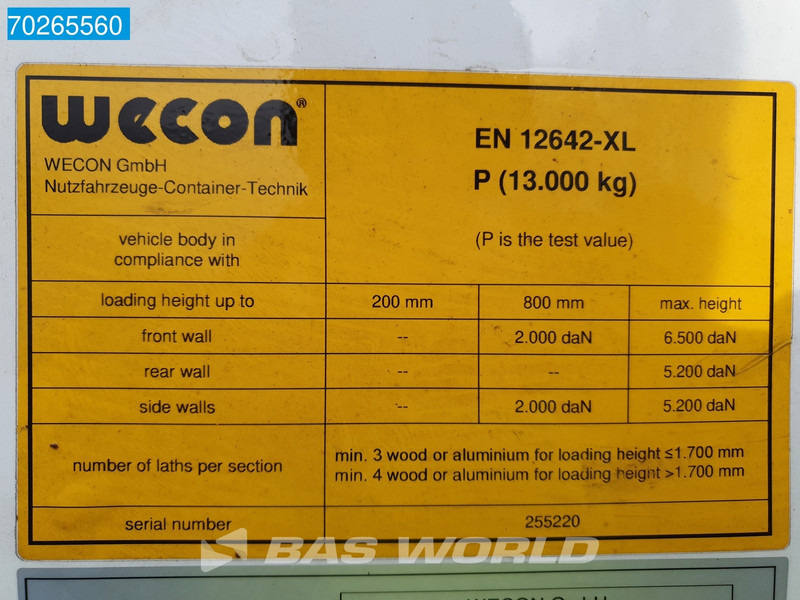 70265560
wecon®
WECON GmbH
Nutzfahrzeuge-Container-Technik
EN 12642-XL
P (13.000 kg)
vehicle body in
compliance with
(P is the test value)
loading height up to 200 mm 800 mm max. height
front wall -- 2.000 daN 6.500 daN
rear wall -- -- 5.200 daN
side walls -- 2.000 daN 5.200 daN
number of laths per section
min. 3 wood or aluminium for loading height ≤1.700 mm
min. 4 wood or aluminium for loading height >1.700 mm
serial number 255220
BAS WORLD